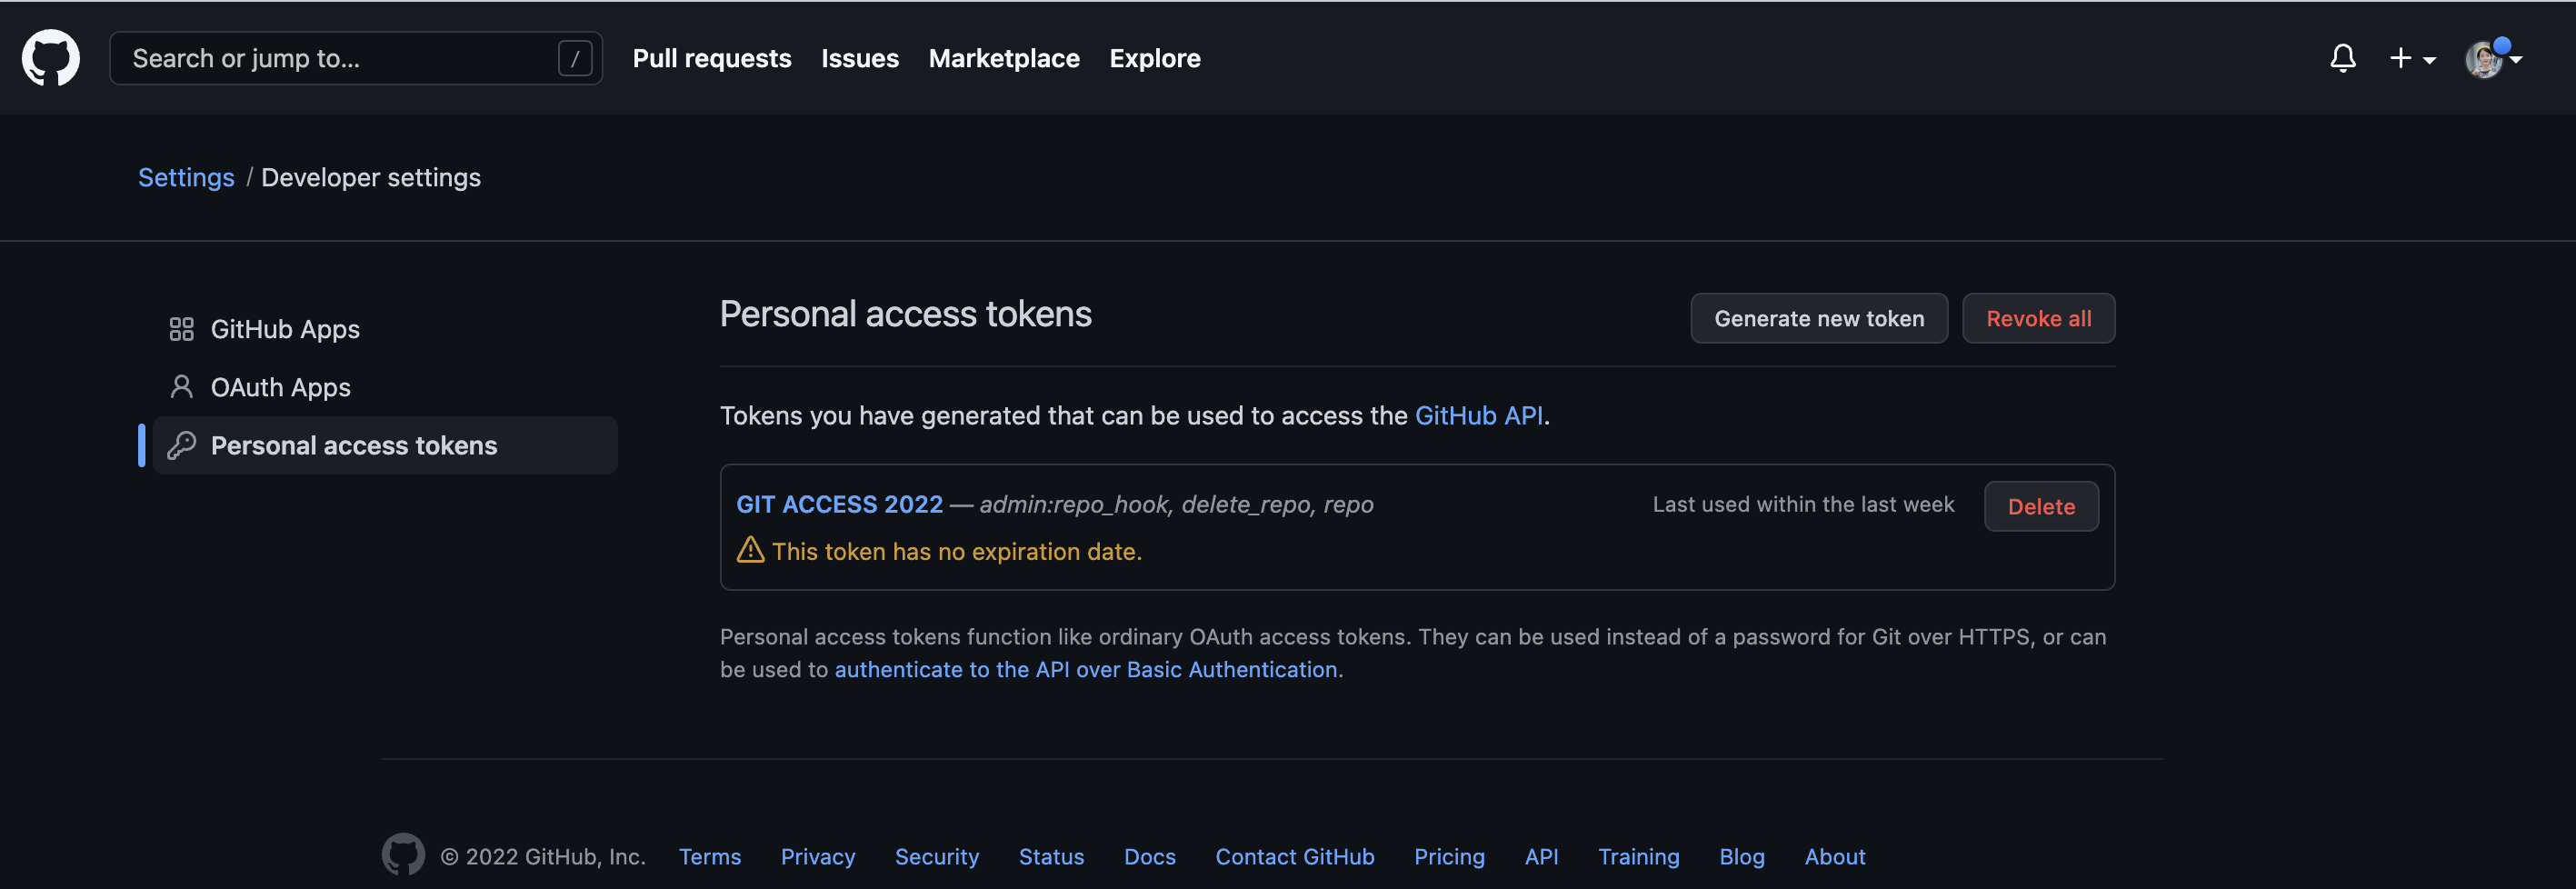 Search or jump to... /
Pull requests Issues Marketplace Explore
Settings / Developer settings
GitHub Apps
OAuth Apps
Personal access tokens
Personal access tokens
Generate new token Revoke all
Tokens you have generated that can be used to access the GitHub API.
GIT ACCESS 2022 — admin:repo_hook, delete_repo, repo Last used within the last week Delete
This token has no expiration date.
Personal access tokens function like ordinary OAuth access tokens. They can be used instead of a password for Git over HTTPS, or can
be used to authenticate to the API over Basic Authentication.
© 2022 GitHub, Inc. Terms Privacy Security Status Docs Contact GitHub Pricing API Training Blog About